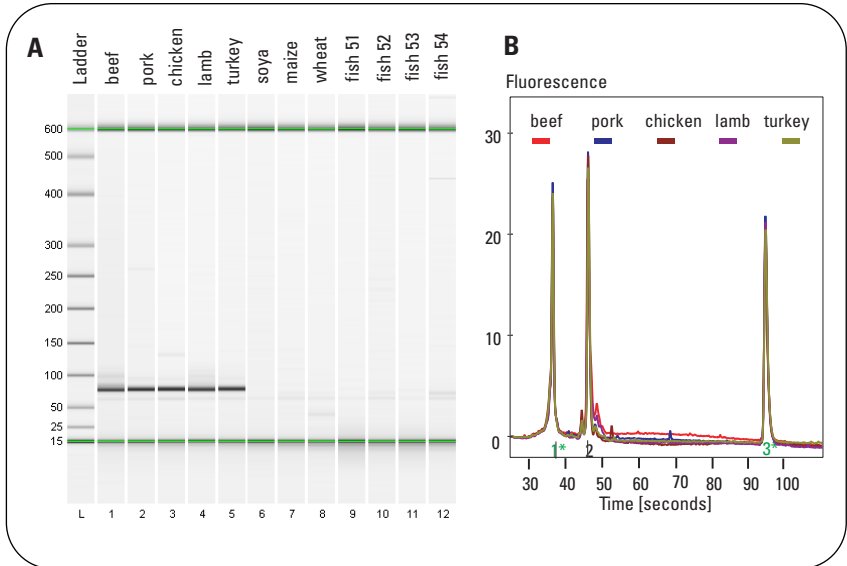 A
Ladder
beef
pork
chicken
lamb
turkey
soya
maize
wheat
fish 51
fish 52
fish 53
fish 54
600
500
400
300
250
200
150
100
50
25
15
L 1 2 3 4 5 6 7 8 9 10 11 12
B
Fluorescence
beef pork chicken lamb turkey
30
20
10
0
1* 2 3*
30 40 50 60 70 80 90 100
Time [seconds]